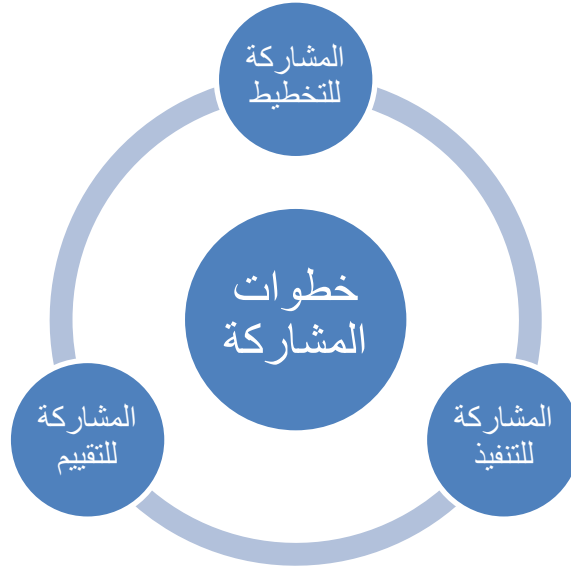 المشاركة
للتخطيط
خطوات
المشاركة
المشاركة
للتنفيذ
المشاركة
للتقييم